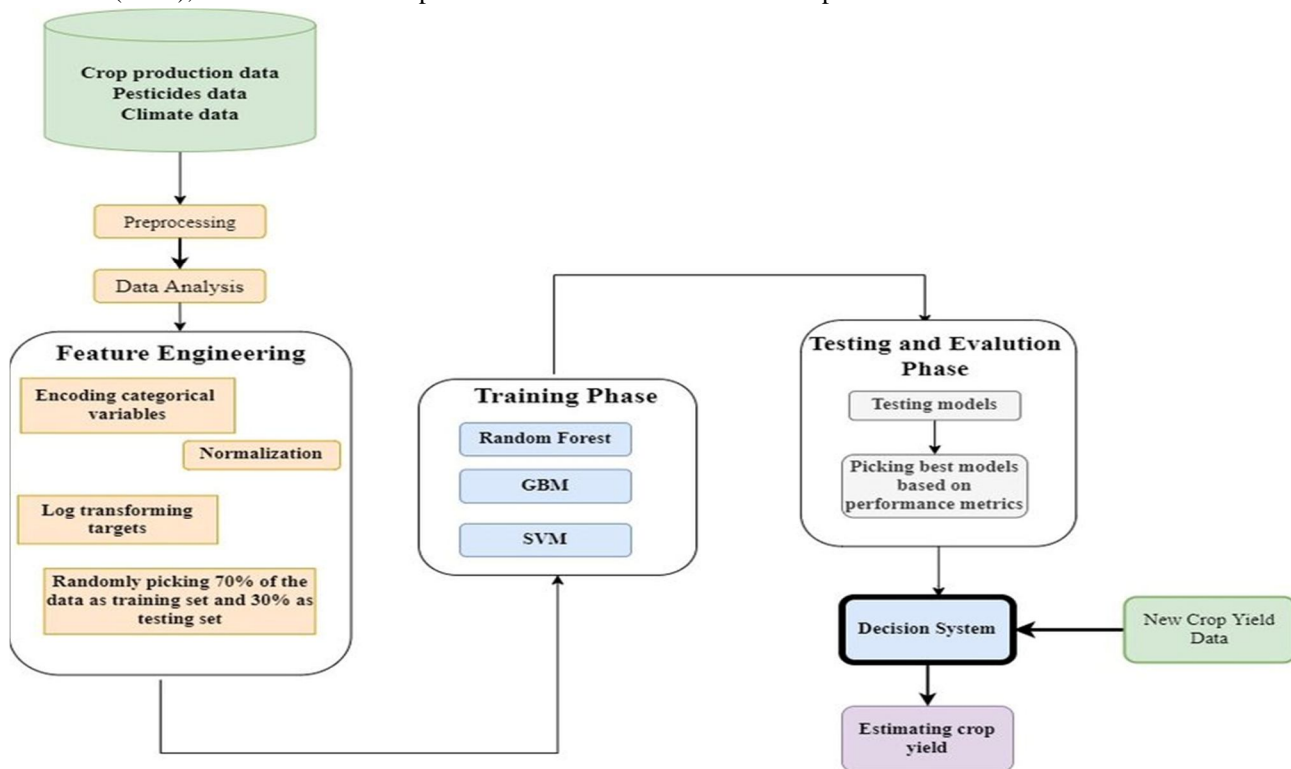 Crop production data
Pesticides data
Climate data
Preprocessing
Data Analysis
Feature Engineering
Encoding categorical
variables
Normalization
Log transforming
targets
Randomly picking 70% of the
data as training set and 30% as
testing set
Training Phase
Random Forest
GBM
SVM
Testing and Evalution
Phase
Testing models
Picking best models
based on
performance metrics
Decision System
New Crop Yield
Data
Estimating crop
yield